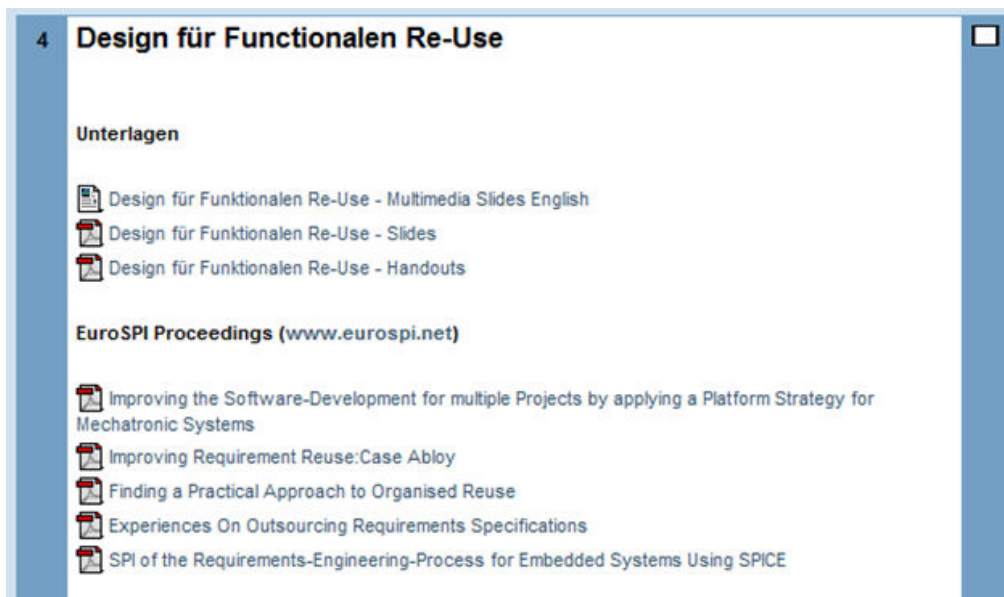 4 Design für Functionalen Re-Use
Unterlagen
Design für Funktionalen Re-Use - Multimedia Slides English
Design für Funktionalen Re-Use - Slides
Design für Funktionalen Re-Use - Handouts
EuroSPI Proceedings (www.eurospi.net)
Improving the Software-Development for multiple Projects by applying a Platform Strategy for
Mechatronic Systems
Improving Requirement Reuse:Case Abloy
Finding a Practical Approach to Organised Reuse
Experiences On Outsourcing Requirements Specifications
SPI of the Requirements-Engineering-Process for Embedded Systems Using SPICE